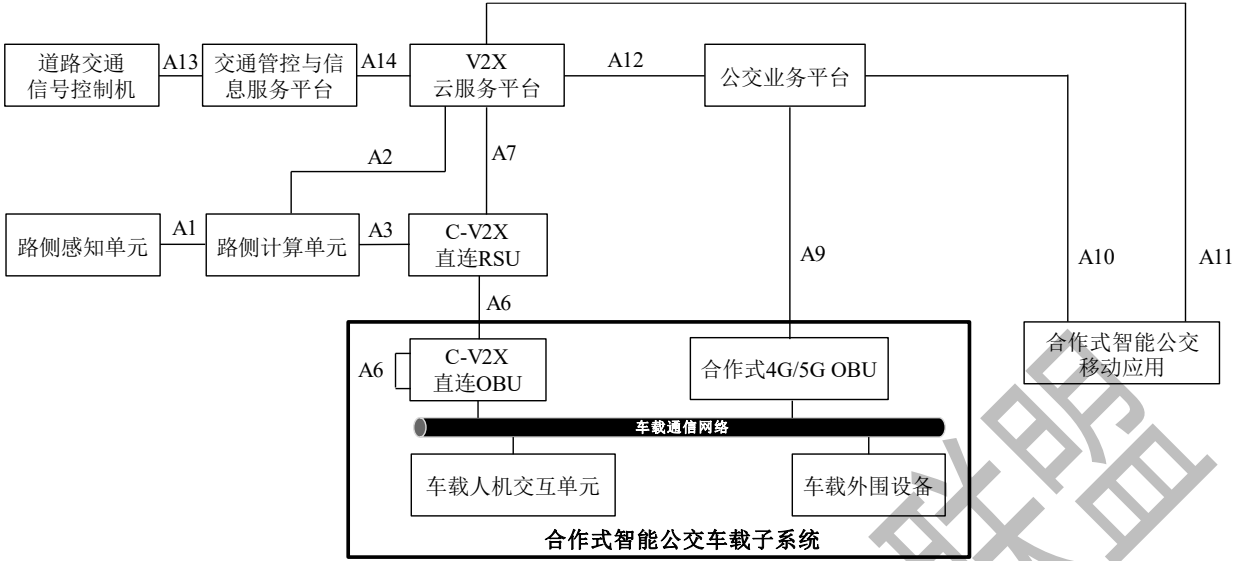 道路交通
信号控制机
A13
交通管控与信
息服务平台
A14
V2X
云服务平台
A12
公交业务平台
A2
A7
路侧感知单元
A1
路侧计算单元
A3
C-V2X
直连RSU
A9
A10
A11
A6
A6
C-V2X
直连OBU
合作式4G/5G OBU
合作式智能公交
移动应用
车载通信网络
车载人机交互单元
车载外围设备
合作式智能公交车载子系统
联盟